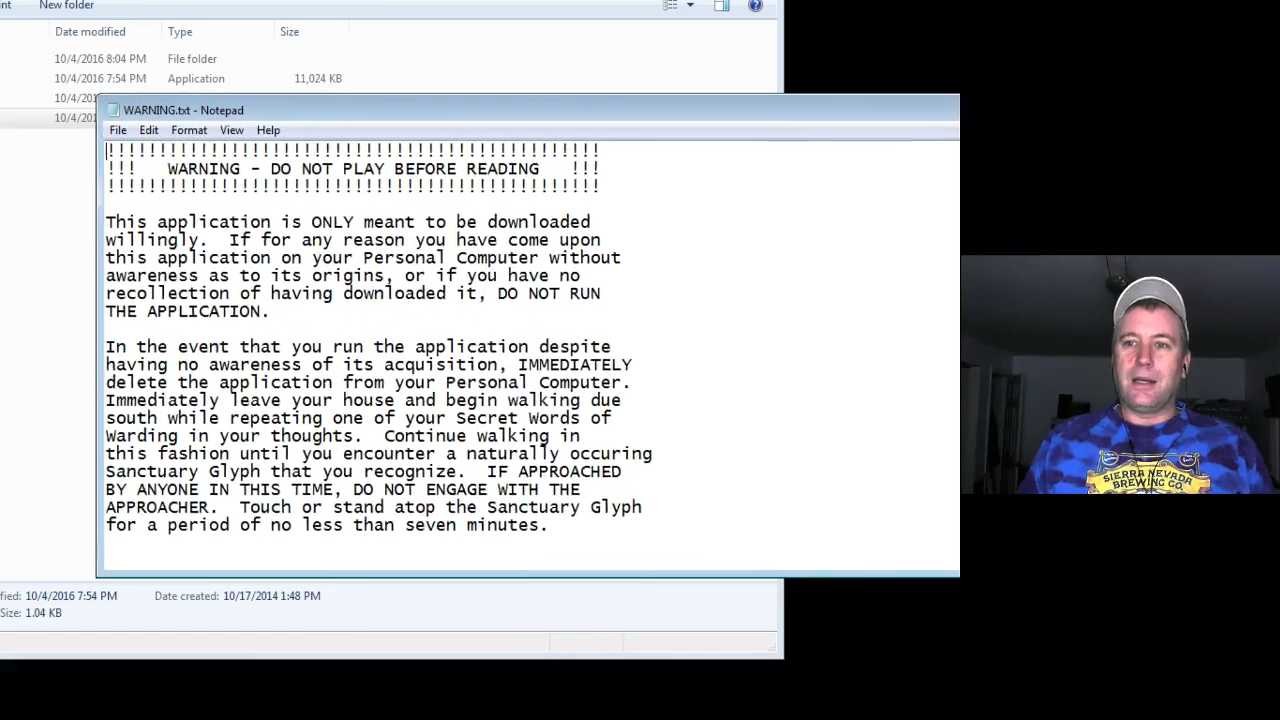 New folder
Date modified Type Size
10/4/2016 8:04 PM File folder
10/4/2016 7:54 PM Application 11,024 KB
WARNING.txt - Notepad
File Edit Format View Help
!!!!!!!!!!!!!!!!!!!!!!!!!!!!!!!!!!!!!!!!!!!!!!!!
!!! WARNING - DO NOT PLAY BEFORE READING !!!
!!!!!!!!!!!!!!!!!!!!!!!!!!!!!!!!!!!!!!!!!!!!!!!!
This application is ONLY meant to be downloaded
willingly. If for any reason you have come upon
this application on your Personal Computer without
awareness as to its origins, or if you have no
recollection of having downloaded it, DO NOT RUN
THE APPLICATION.
In the event that you run the application despite
having no awareness of its acquisition, IMMEDIATELY
delete the application from your Personal Computer.
Immediately leave your house and begin walking due
south while repeating one of your Secret Words of
Warding in your thoughts. Continue walking in
this fashion until you encounter a naturally occuring
Sanctuary Glyph that you recognize. IF APPROACHED
BY ANYONE IN THIS TIME, DO NOT ENGAGE WITH THE
APPROACHER. Touch or stand atop the Sanctuary Glyph
for a period of no less than seven minutes.
SIERRA NEVADA
BREWING CO.
10/4/2016 7:54 PM Date created: 10/17/2014 1:48 PM
Size: 1.04 KB